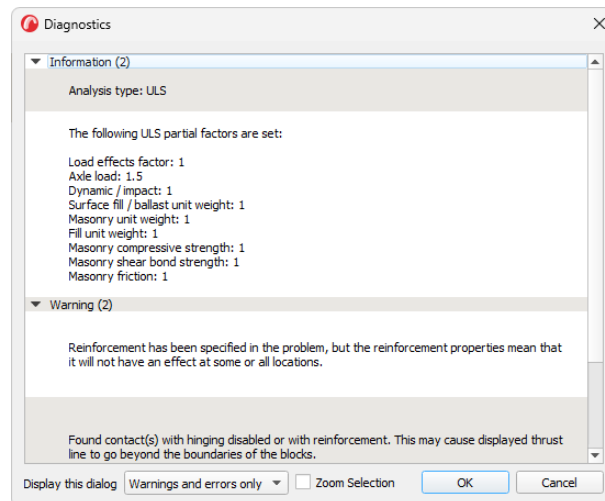 Diagnostics
Information (2)
Analysis type: ULS
The following ULS partial factors are set:
Load effects factor: 1
Axle load: 1.5
Dynamic / impact: 1
Surface fill / ballast unit weight: 1
Masonry unit weight: 1
Fill unit weight: 1
Masonry compressive strength: 1
Masonry shear bond strength: 1
Masonry friction: 1
Warning (2)
Reinforcement has been specified in the problem, but the reinforcement properties mean that
it will not have an effect at some or all locations.
Found contact(s) with hinging disabled or with reinforcement. This may cause displayed thrust
line to go beyond the boundaries of the blocks.
Display this dialog Warnings and errors only Zoom Selection OK Cancel